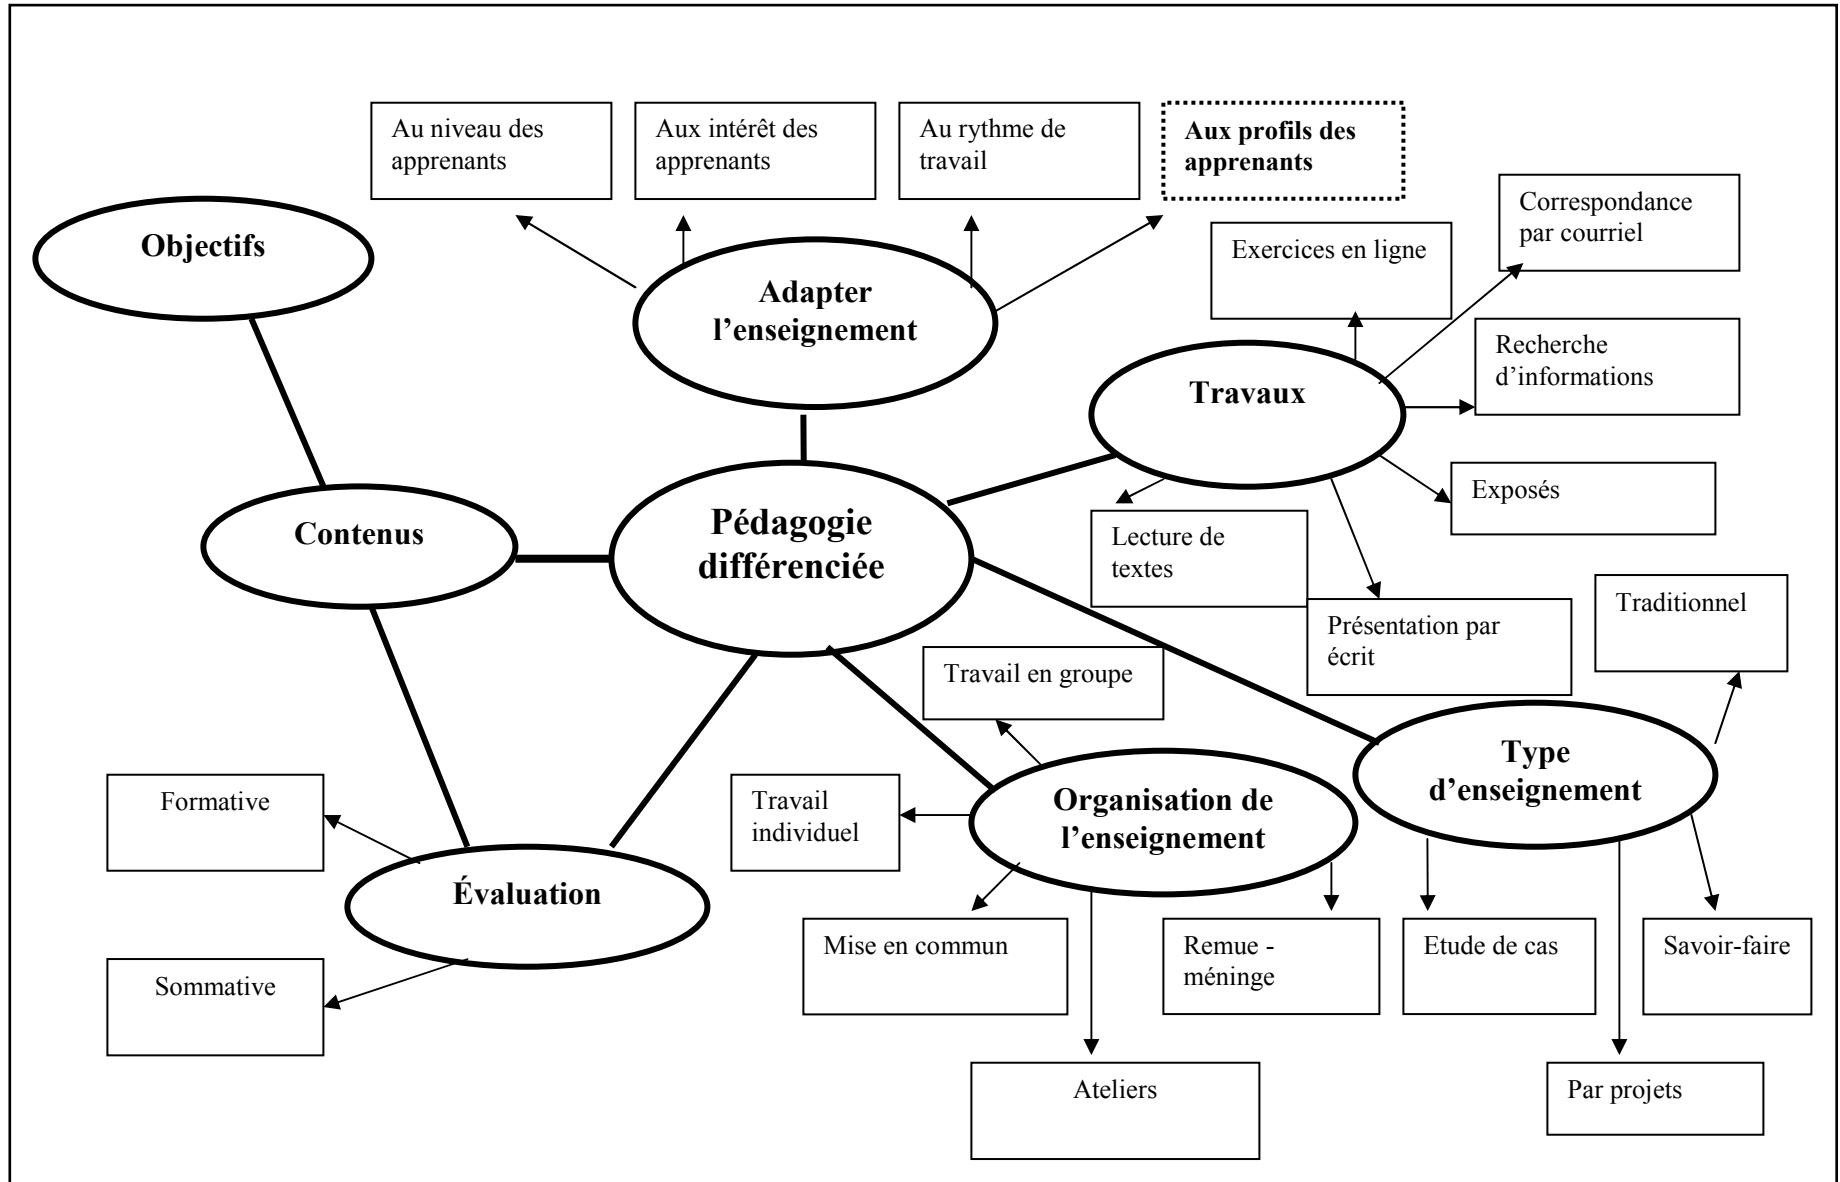 Au niveau des
apprenants
Aux intérêt des
apprenants
Au rythme de
travail
Aux profils des
apprenants
Correspondance
par courriel
Exercices en ligne
Objectifs
Adapter
l’enseignement
Recherche
d’informations
Travaux
Exposés
Contenus
Pédagogie
différenciée
Lecture de
textes
Présentation par
écrit
Traditionnel
Travail en groupe
Type
d’enseignement
Formative
Travail
individuel
Organisation de
l’enseignement
Évaluation
Mise en commun
Remue -
méninge
Etude de cas
Savoir-faire
Sommative
Ateliers
Par projets